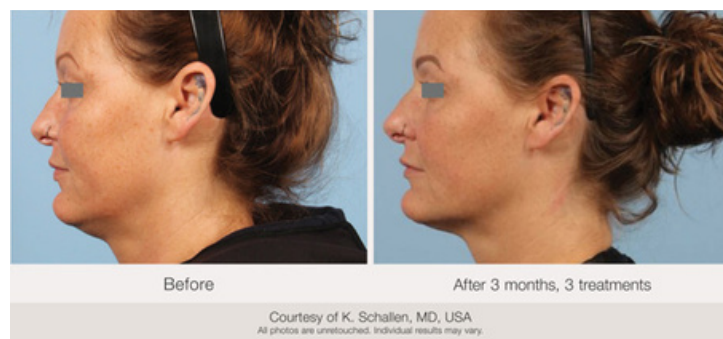 Before
After 3 months, 3 treatments
Courtesy of K. Schallen, MD, USA
All photos are unretouched. Individual results may vary.